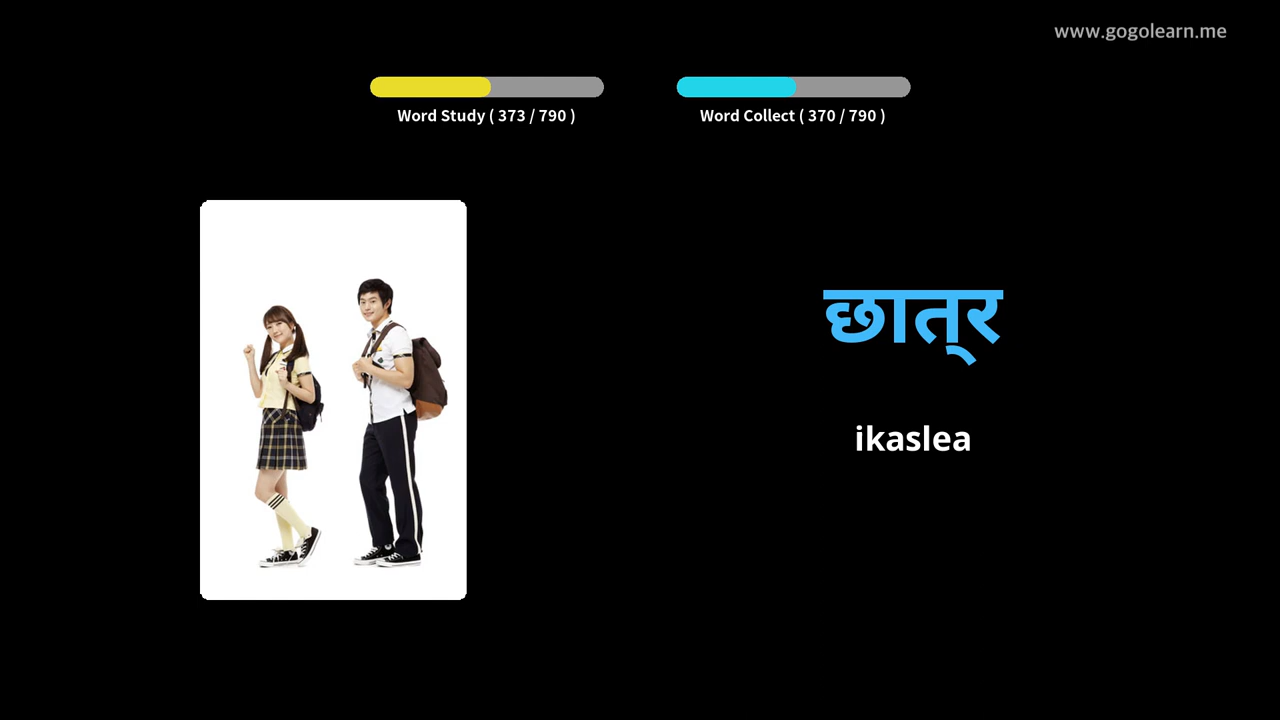 www.gogolearn.me
Word Study ( 373 / 790 )
Word Collect ( 370 / 790 )
छात्‌र
ikaslea